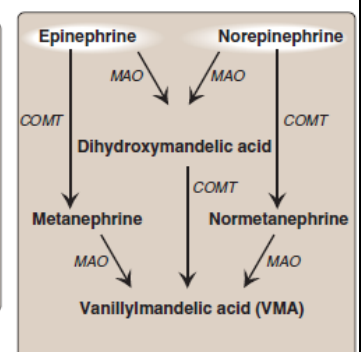 Epinephrine Norepinephrine
MAO MAO
COMT COMT
Dihydroxymandelic acid
COMT
Metanephrine Normetanephrine
MAO MAO
Vanillylmandelic acid (VMA)